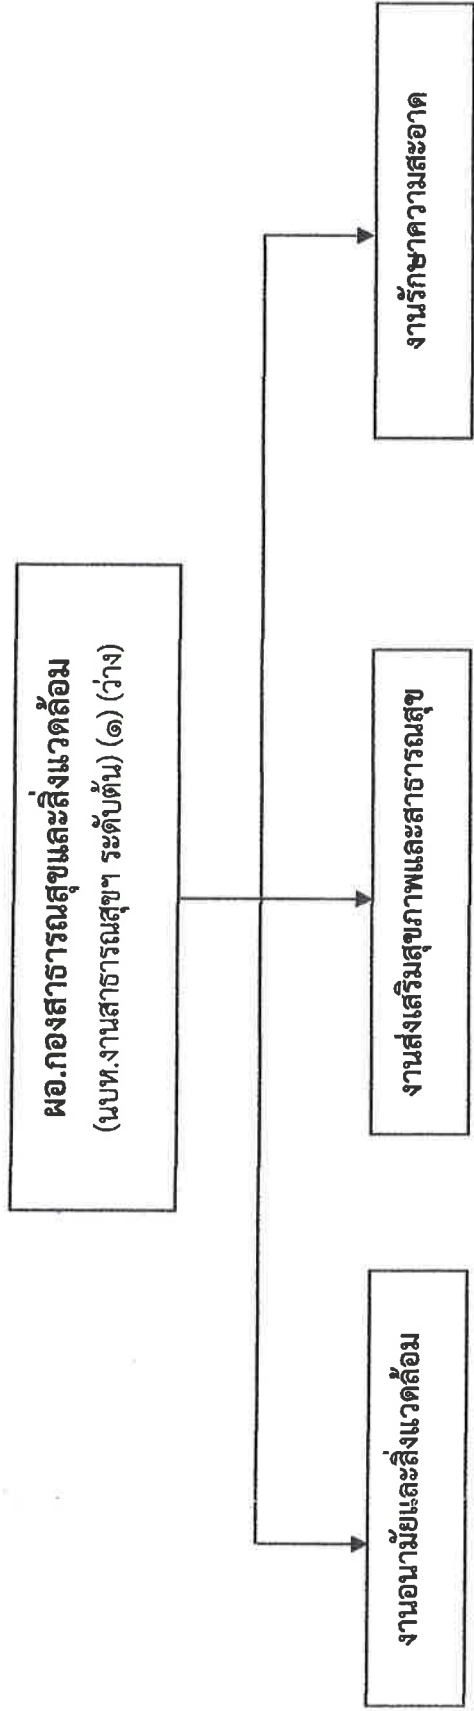 ผอ.กองสาธารณสุขและสิ่งแวดล้อม
(นบห.งานสาธารณสุขฯ ระดับต้น) (๑) (ว่าง)
งานอนามัยและสิ่งแวดล้อม
งานส่งเสริมสุขภาพและสาธารณสุข
งานรักษาความสะอาด